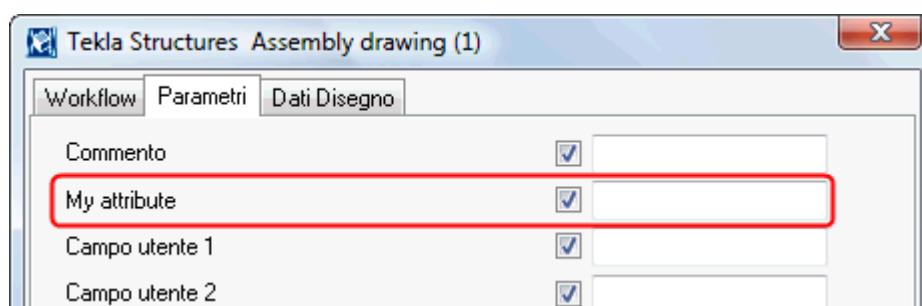 Tekla Structures Assembly drawing (1)
Workflow Parametri Dati Disegno
Commento
My attribute
Campo utente 1
Campo utente 2